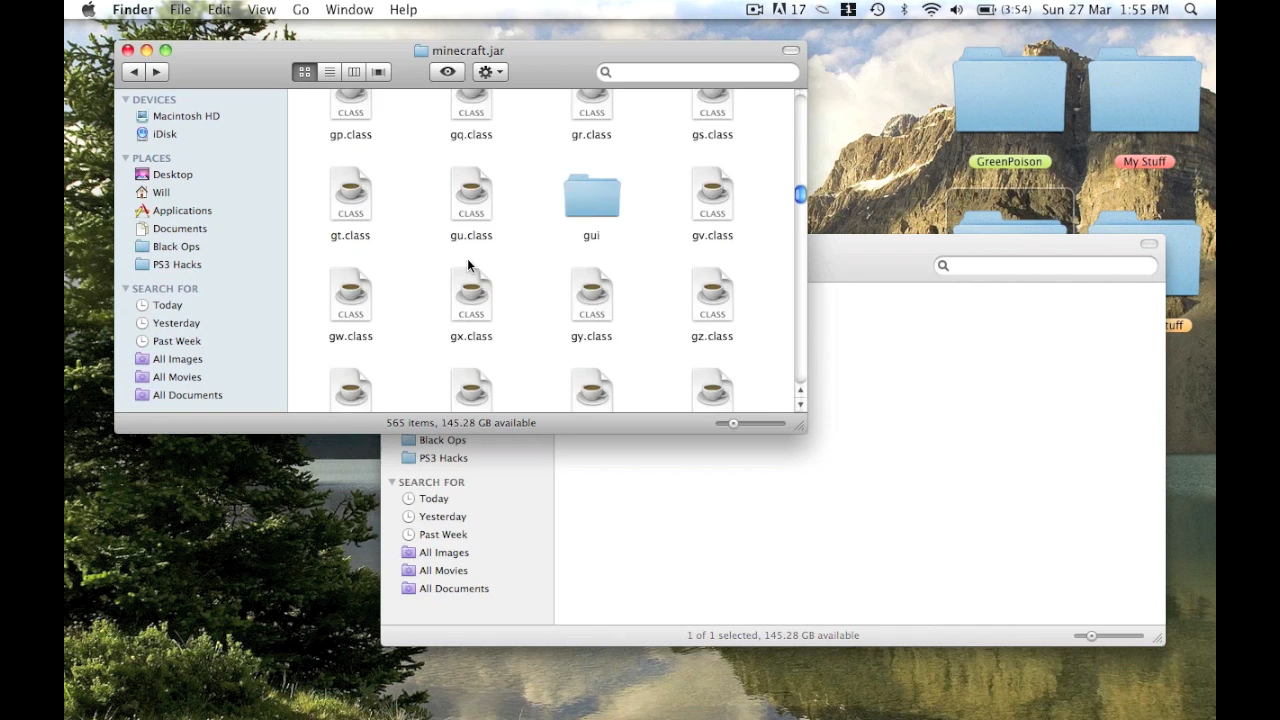 Finder File Edit View Go Window Help 17 1 (3:54) Sun 27 Mar 1:55 PM
minecraft.jar
DEVICES
Macintosh HD
iDisk
PLACES
Desktop
Will
Applications
Documents
Black Ops
PS3 Hacks
SEARCH FOR
Today
Yesterday
Past Week
All Images
All Movies
All Documents
CLASS CLASS CLASS CLASS
gp.class gq.class gr.class gs.class
CLASS CLASS CLASS
gt.class gu.class gui gv.class
CLASS CLASS CLASS CLASS
gw.class gx.class gy.class gz.class
565 items, 145.28 GB available
GreenPoison My Stuff
tuff
Black Ops
PS3 Hacks
SEARCH FOR
Today
Yesterday
Past Week
All Images
All Movies
All Documents
1 of 1 selected, 145.28 GB available